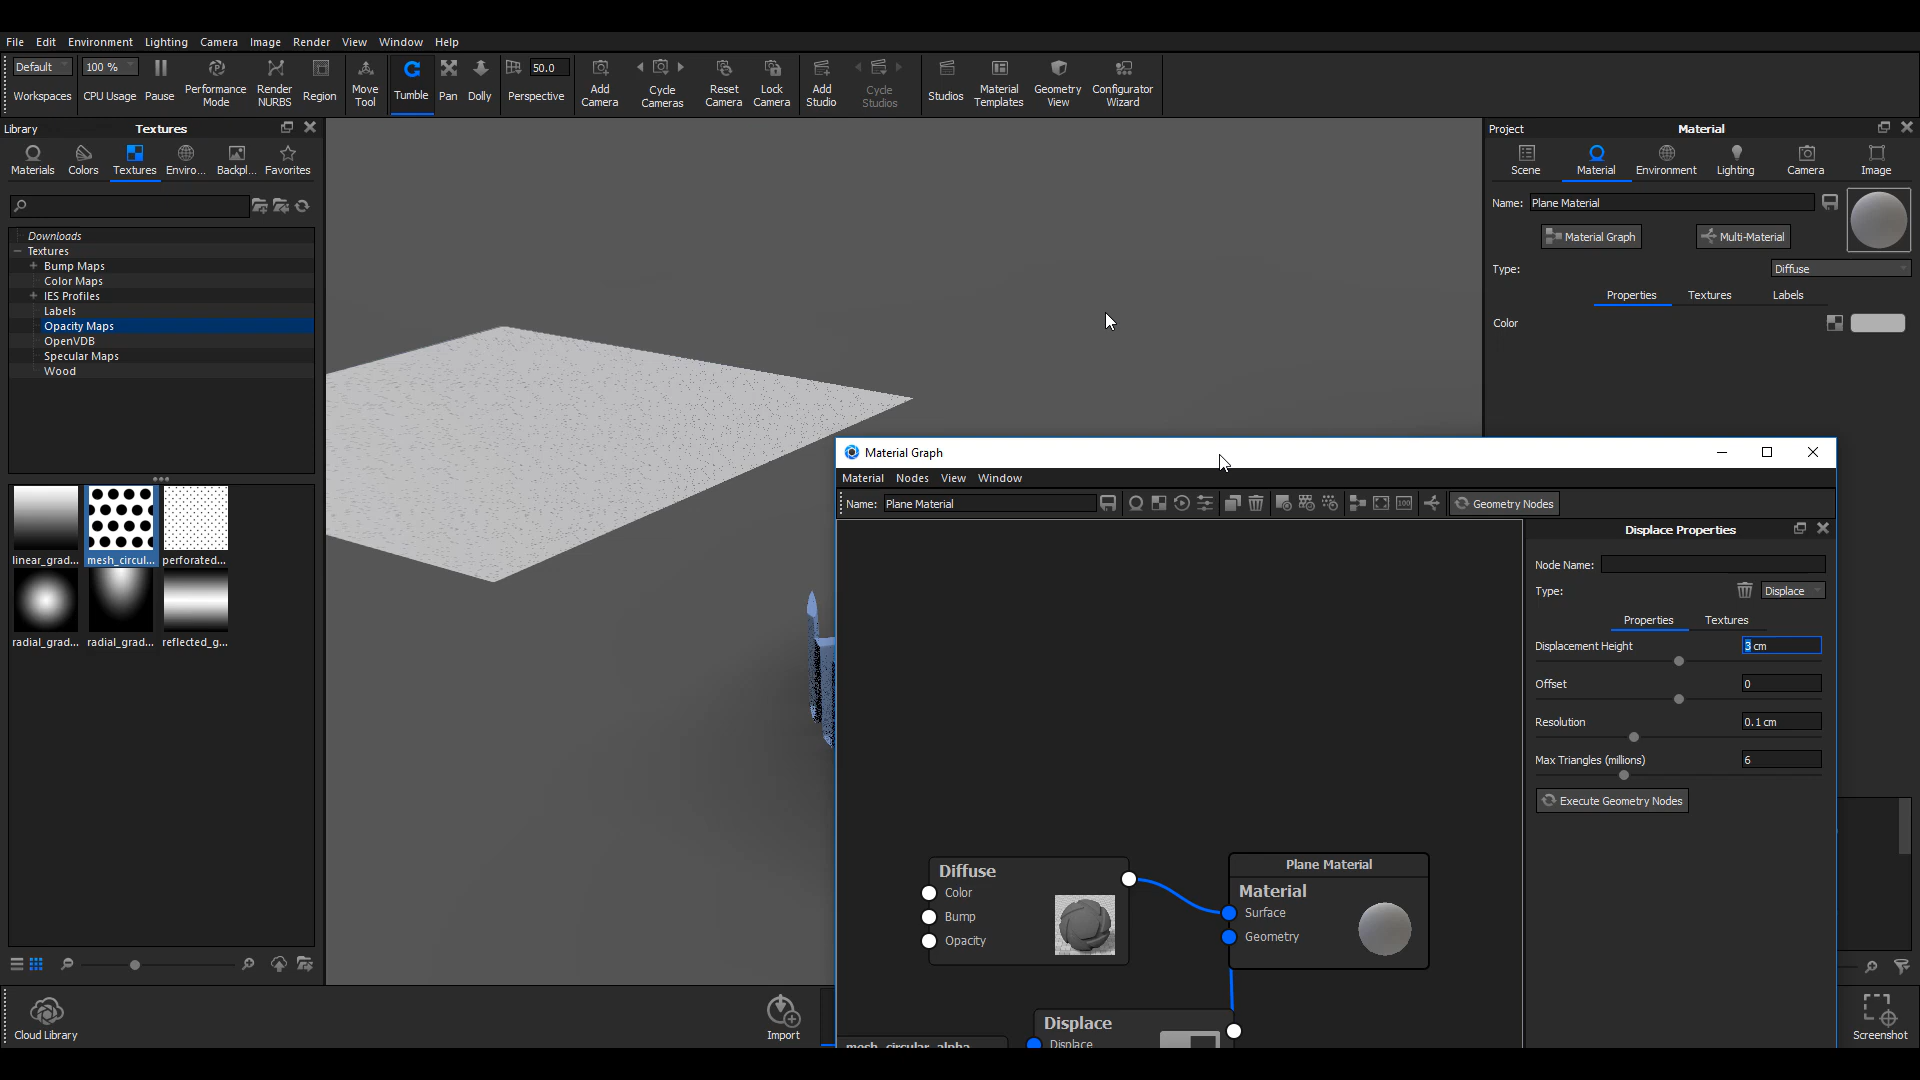 File Edit Environment Lighting Camera Image Render View Window Help
Default 100 % 50.0
Workspaces CPU Usage Pause Performance Mode Render NURBS Region Move Tool Tumble Pan Dolly Perspective Add Camera Cycle Cameras Reset Camera Lock Camera Add Studio Cycle Studios Studios Material Templates Geometry View Configurator Wizard
Library Textures
Materials Colors Textures Enviro... Backpl... Favorites
Downloads
Textures
Bump Maps
Color Maps
IES Profiles
Labels
Opacity Maps
OpenVDB
Specular Maps
Wood
linear_grad... mesh_circul... perforated...
radial_grad... radial_grad... reflected_g...
Cloud Library Import Screenshot
Project Material
Scene Material Environment Lighting Camera Image
Name: Plane Material
Material Graph Multi-Material
Type: Diffuse
Properties Textures Labels
Color
Material Graph
Material Nodes View Window
Name: Plane Material 100 Geometry Nodes
Displace Properties
Node Name:
Type: Displace
Properties Textures
Displacement Height 3 cm
Offset 0
Resolution 0.1 cm
Max Triangles (millions) 6
Execute Geometry Nodes
Diffuse
Color
Bump
Opacity
Plane Material
Material
Surface
Geometry
Displace
Displace
mesh_circular_alpha